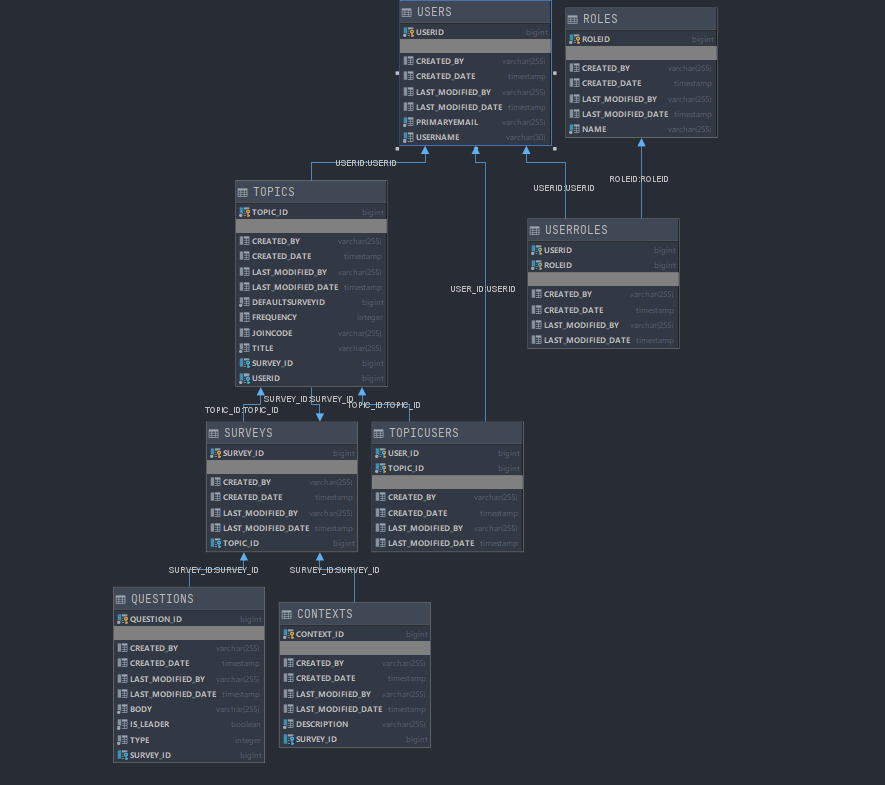 USERS
USERID bigint
CREATED_BY varchar(255)
CREATED_DATE timestamp
LAST_MODIFIED_BY varchar(255)
LAST_MODIFIED_DATE timestamp
PRIMARYEMAIL varchar(255)
USERNAME varchar(30)
ROLES
ROLEID bigint
CREATED_BY varchar(255)
CREATED_DATE timestamp
LAST_MODIFIED_BY varchar(255)
LAST_MODIFIED_DATE timestamp
NAME varchar(255)
USERID:USERID
ROLEID:ROLEID
USERID:USERID
TOPICS
TOPIC_ID bigint
CREATED_BY varchar(255)
CREATED_DATE timestamp
LAST_MODIFIED_BY varchar(255)
LAST_MODIFIED_DATE timestamp
DEFAULTSURVEYID bigint
FREQUENCY integer
JOINCODE varchar(255)
TITLE varchar(255)
SURVEY_ID bigint
USERID bigint
USERROLES
USERID bigint
ROLEID bigint
CREATED_BY varchar(255)
CREATED_DATE timestamp
LAST_MODIFIED_BY varchar(255)
LAST_MODIFIED_DATE timestamp
USER_ID:USERID
SURVEY_ID:SURVEY_ID
TOPIC_ID:TOPIC_ID
TOPIC_ID:TOPIC_ID
SURVEYS
SURVEY_ID bigint
CREATED_BY varchar(255)
CREATED_DATE timestamp
LAST_MODIFIED_BY varchar(255)
LAST_MODIFIED_DATE timestamp
TOPIC_ID bigint
TOPICUSERS
USER_ID bigint
TOPIC_ID bigint
CREATED_BY varchar(255)
CREATED_DATE timestamp
LAST_MODIFIED_BY varchar(255)
LAST_MODIFIED_DATE timestamp
SURVEY_ID:SURVEY_ID
SURVEY_ID:SURVEY_ID
QUESTIONS
QUESTION_ID bigint
CREATED_BY varchar(255)
CREATED_DATE timestamp
LAST_MODIFIED_BY varchar(255)
LAST_MODIFIED_DATE timestamp
BODY varchar(255)
IS_LEADER boolean
TYPE integer
SURVEY_ID bigint
CONTEXTS
CONTEXT_ID bigint
CREATED_BY varchar(255)
CREATED_DATE timestamp
LAST_MODIFIED_BY varchar(255)
LAST_MODIFIED_DATE timestamp
DESCRIPTION varchar(255)
SURVEY_ID bigint